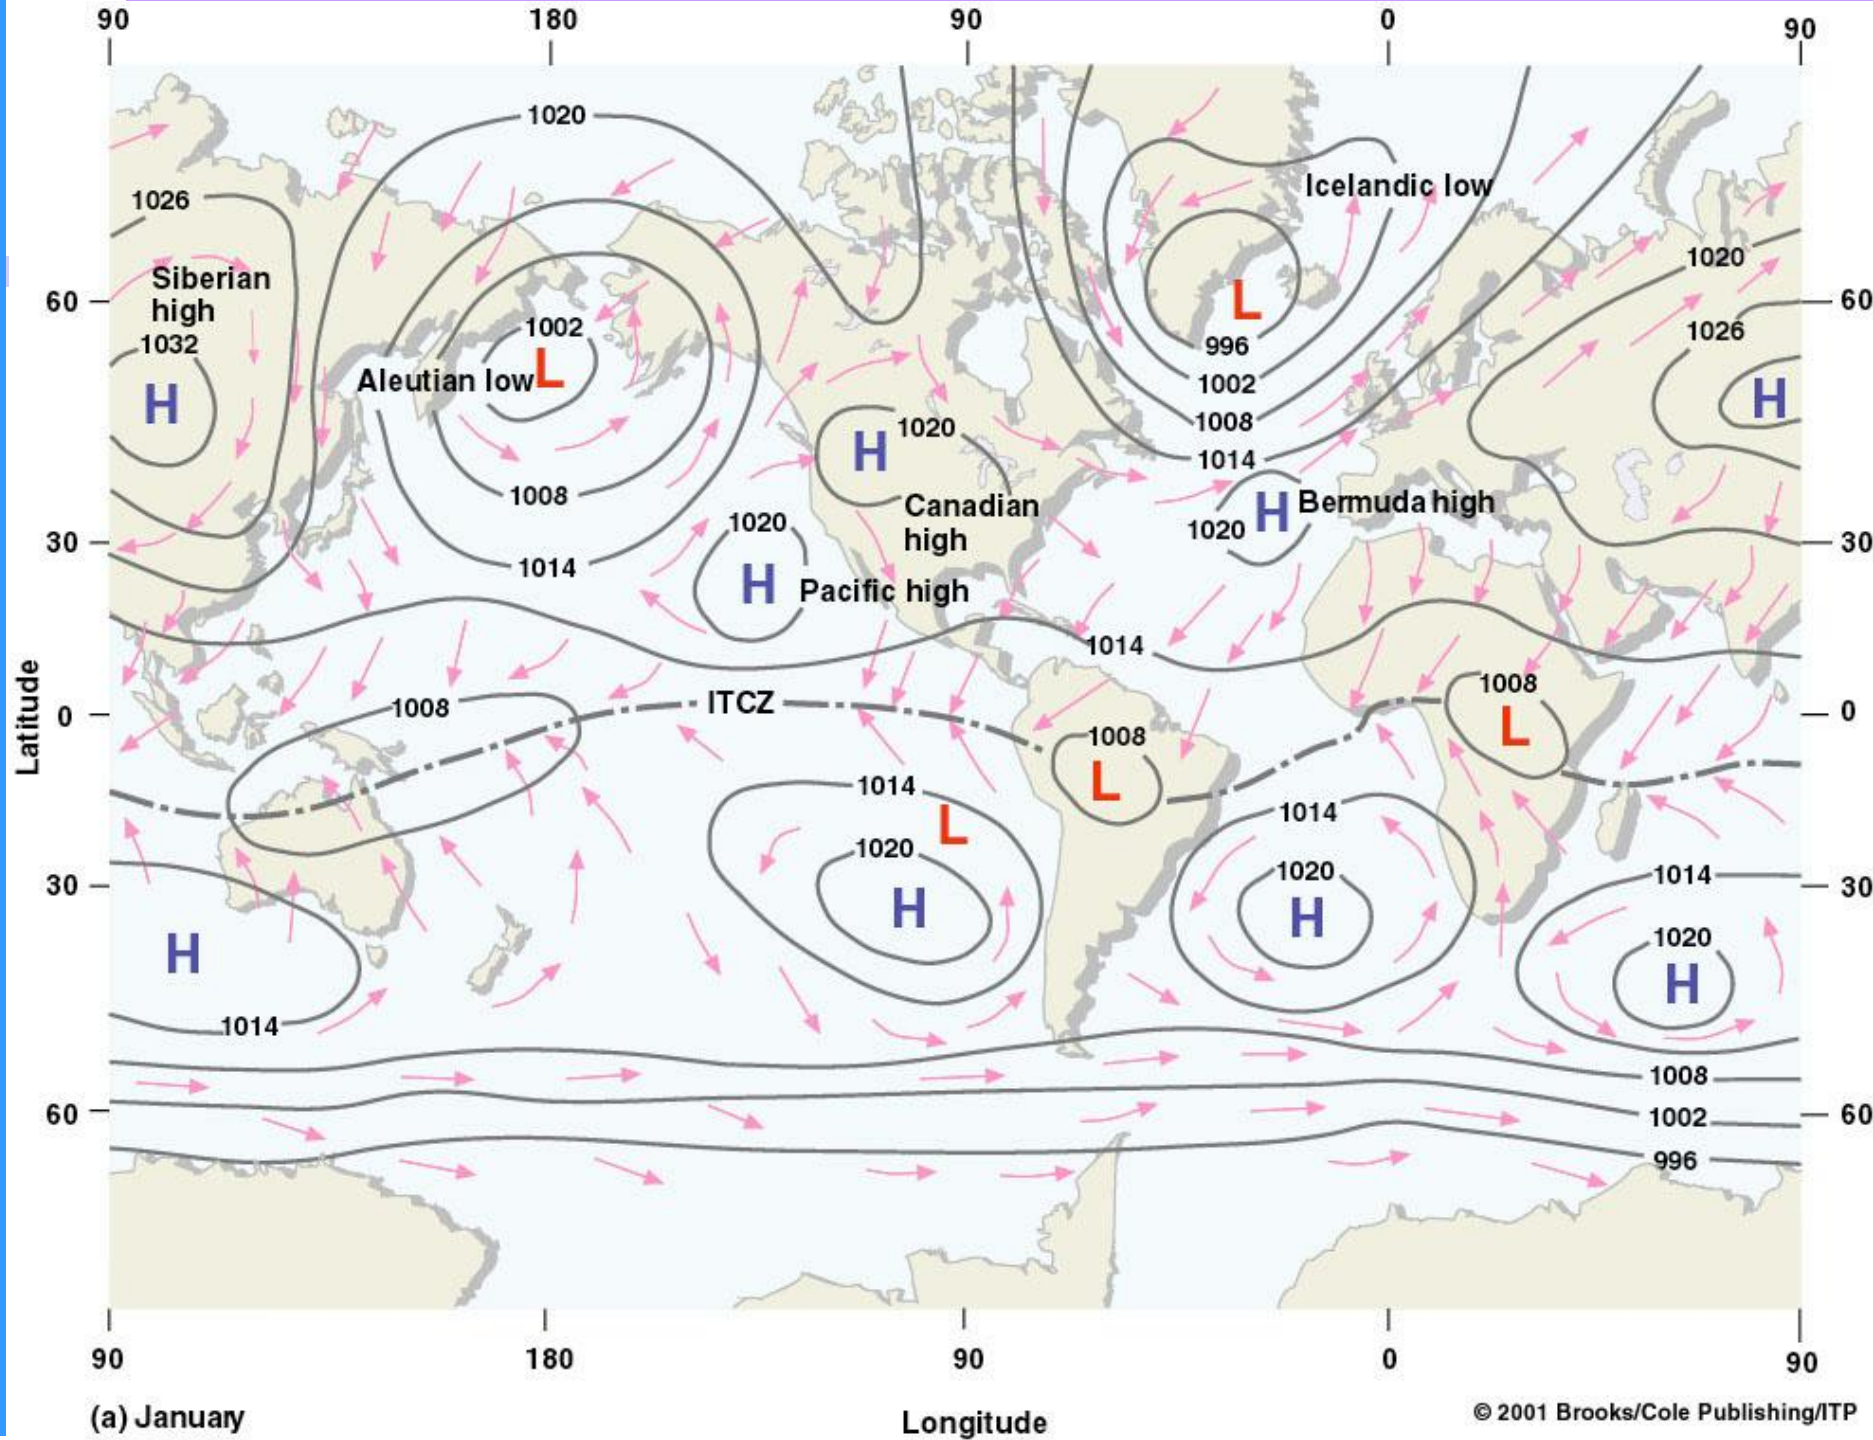 90 180 90 0 90
1020
Icelandic low
1026
1020
Siberian
high
60
L
60
1002
1026
1032
996
Aleutian low L
1002
H
H
1008
1020
H
1014
1008
Canadian
high
H Bermuda high
1020
1020
30
30
1014
H
Pacific high
1014
Latitude
1008
1008
ITCZ
0
0
L
1008
L
1014
1014
L
1020
1020
1014
30
30
H
H
1020
H
H
1014
1008
60
1002
60
996
90 180 90 0 90
(a) January
Longitude
© 2001 Brooks/Cole Publishing/ITP